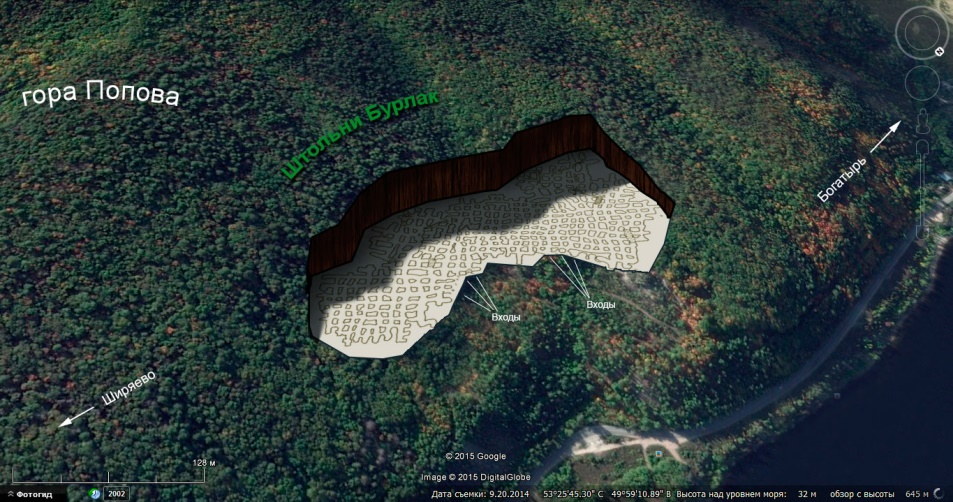 гора Попова
Штольни Бурлак
Богатырь
Входы
Входы
Ширяево
128 м
© 2015 Google
Image © 2015 DigitalGlobe
Фотогид
2002
Дата съемки: 9.20.2014 53°25'45.30" С 49°59'10.89" В Высота над уровнем моря: 32 м обзор с высоты 645 м